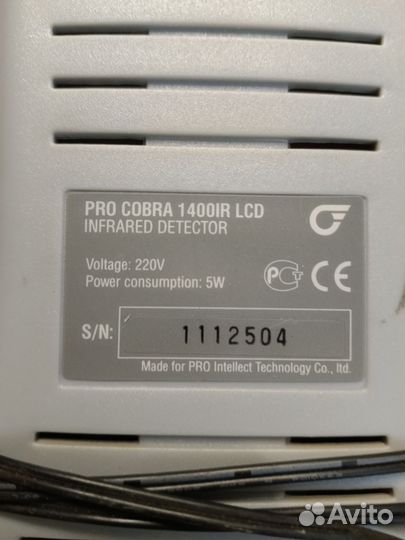 PRO COBRA 1400IR LCD
INFRARED DETECTOR
Voltage: 220V
Power consumption: 5W
S/N: 1112504
Made for PRO Intellect Technology Co., ltd.
Avito